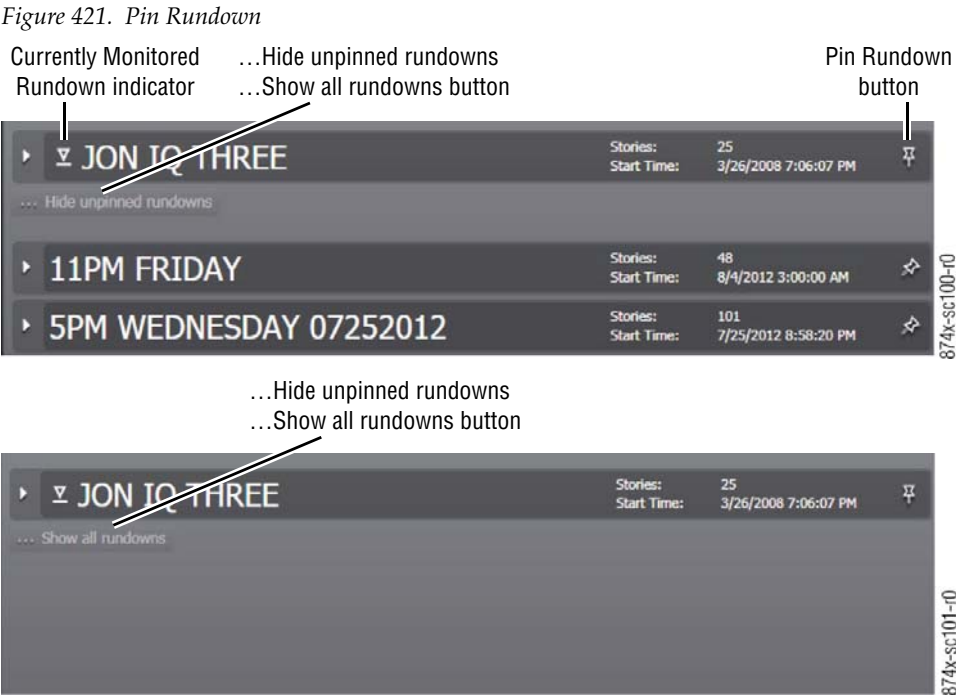 Figure 421. Pin Rundown
Currently Monitored
Rundown indicator
…Hide unpinned rundowns
…Show all rundowns button
Pin Rundown
button
JON IQ THREE
Stories: 25
Start Time: 3/26/2008 7:06:07 PM
... Hide unpinned rundowns
11PM FRIDAY
Stories: 48
Start Time: 8/4/2012 3:00:00 AM
5PM WEDNESDAY 07252012
Stories: 101
Start Time: 7/25/2012 8:58:20 PM
874x-sc100-r0
…Hide unpinned rundowns
…Show all rundowns button
JON IQ THREE
Stories: 25
Start Time: 3/26/2008 7:06:07 PM
... Show all rundowns
874x-sc101-r0